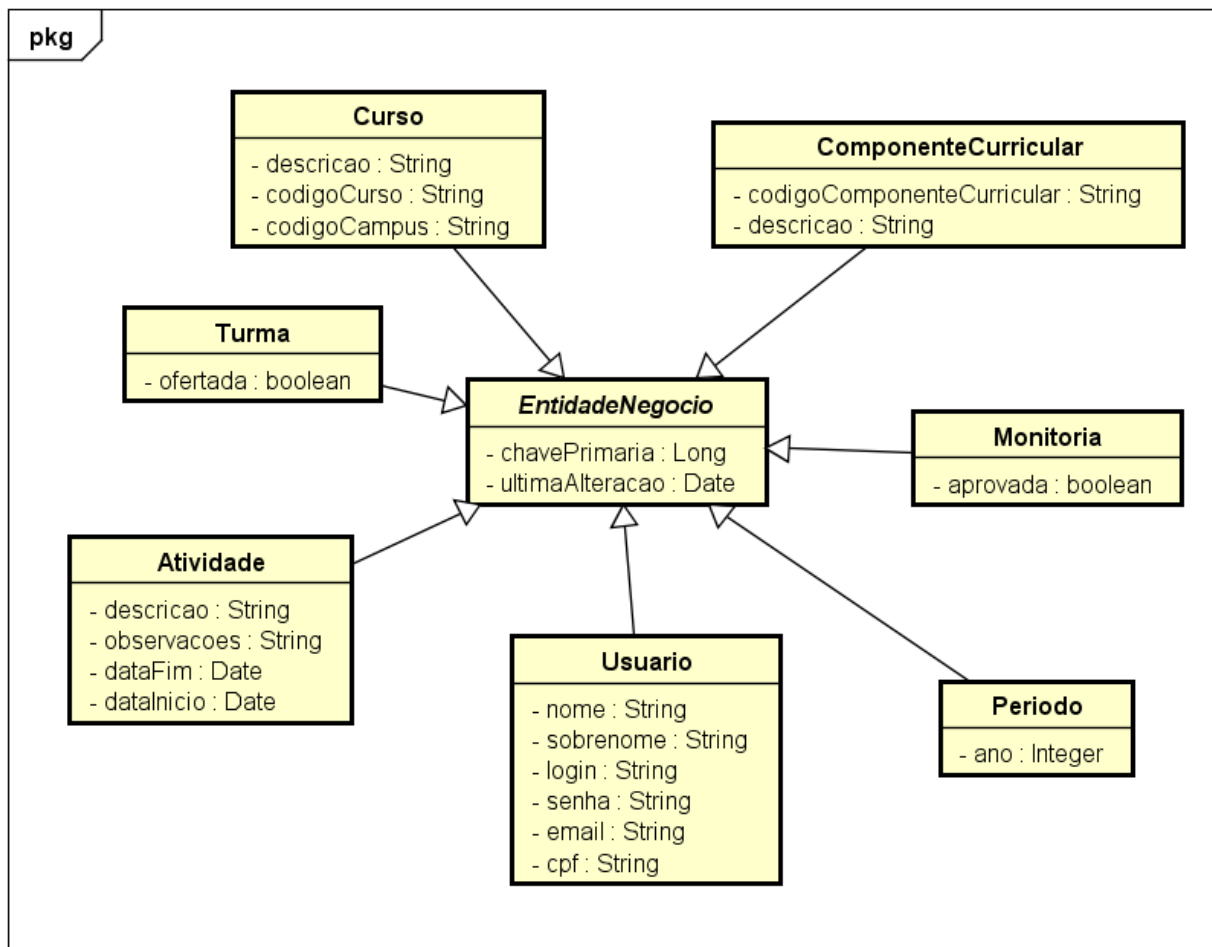 pkg
Curso
- descricao : String
- codigoCurso : String
- codigoCampus : String
ComponenteCurricular
- codigoComponenteCurricular : String
- descricao : String
Turma
- ofertada : boolean
EntidadeNegocio
- chavePrimaria : Long
- ultimaAlteracao : Date
Monitoria
- aprovada : boolean
Atividade
- descricao : String
- observacoes : String
- dataFim : Date
- dataInicio : Date
Usuario
- nome : String
- sobrenome : String
- login : String
- senha : String
- email : String
- cpf : String
Periodo
- ano : Integer